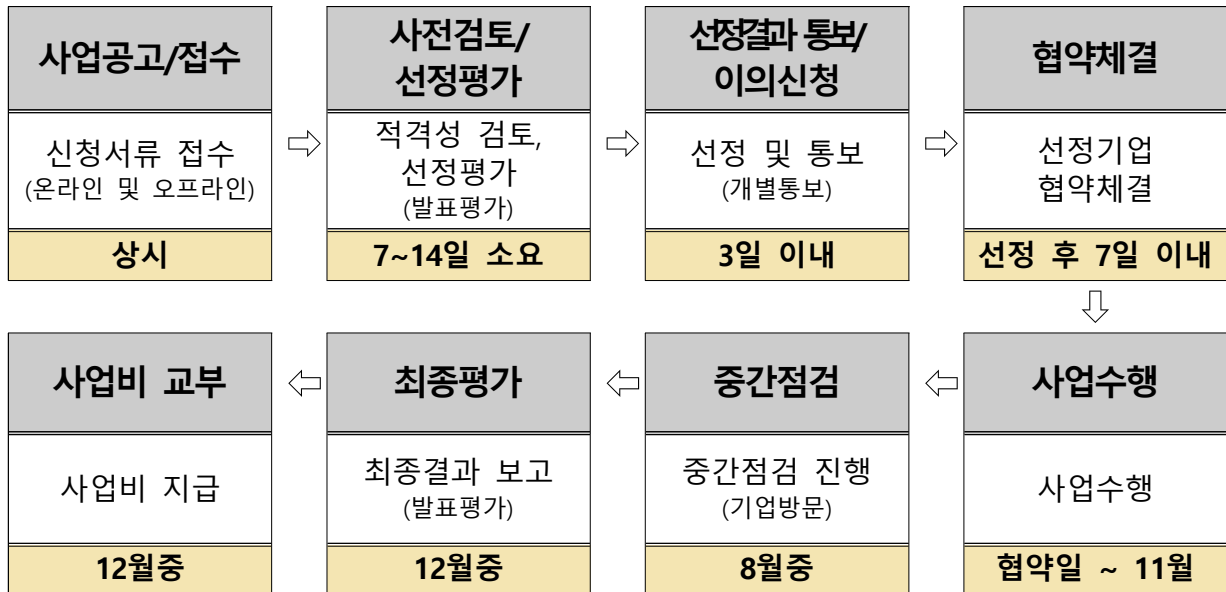 사업공고/접수
신청서류 접수
(온라인 및 오프라인)
상시
사전검토/
선정평가
적격성 검토,
선정평가
(발표평가)
7~14일 소요
선정결과 통보/
이의신청
선정 및 통보
(개별통보)
3일 이내
협약체결
선정기업
협약체결
선정 후 7일 이내
사업수행
사업수행
협약일 ~ 11월
중간점검
중간점검 진행
(기업방문)
8월중
최종평가
최종결과 보고
(발표평가)
12월중
사업비 교부
사업비 지급
12월중